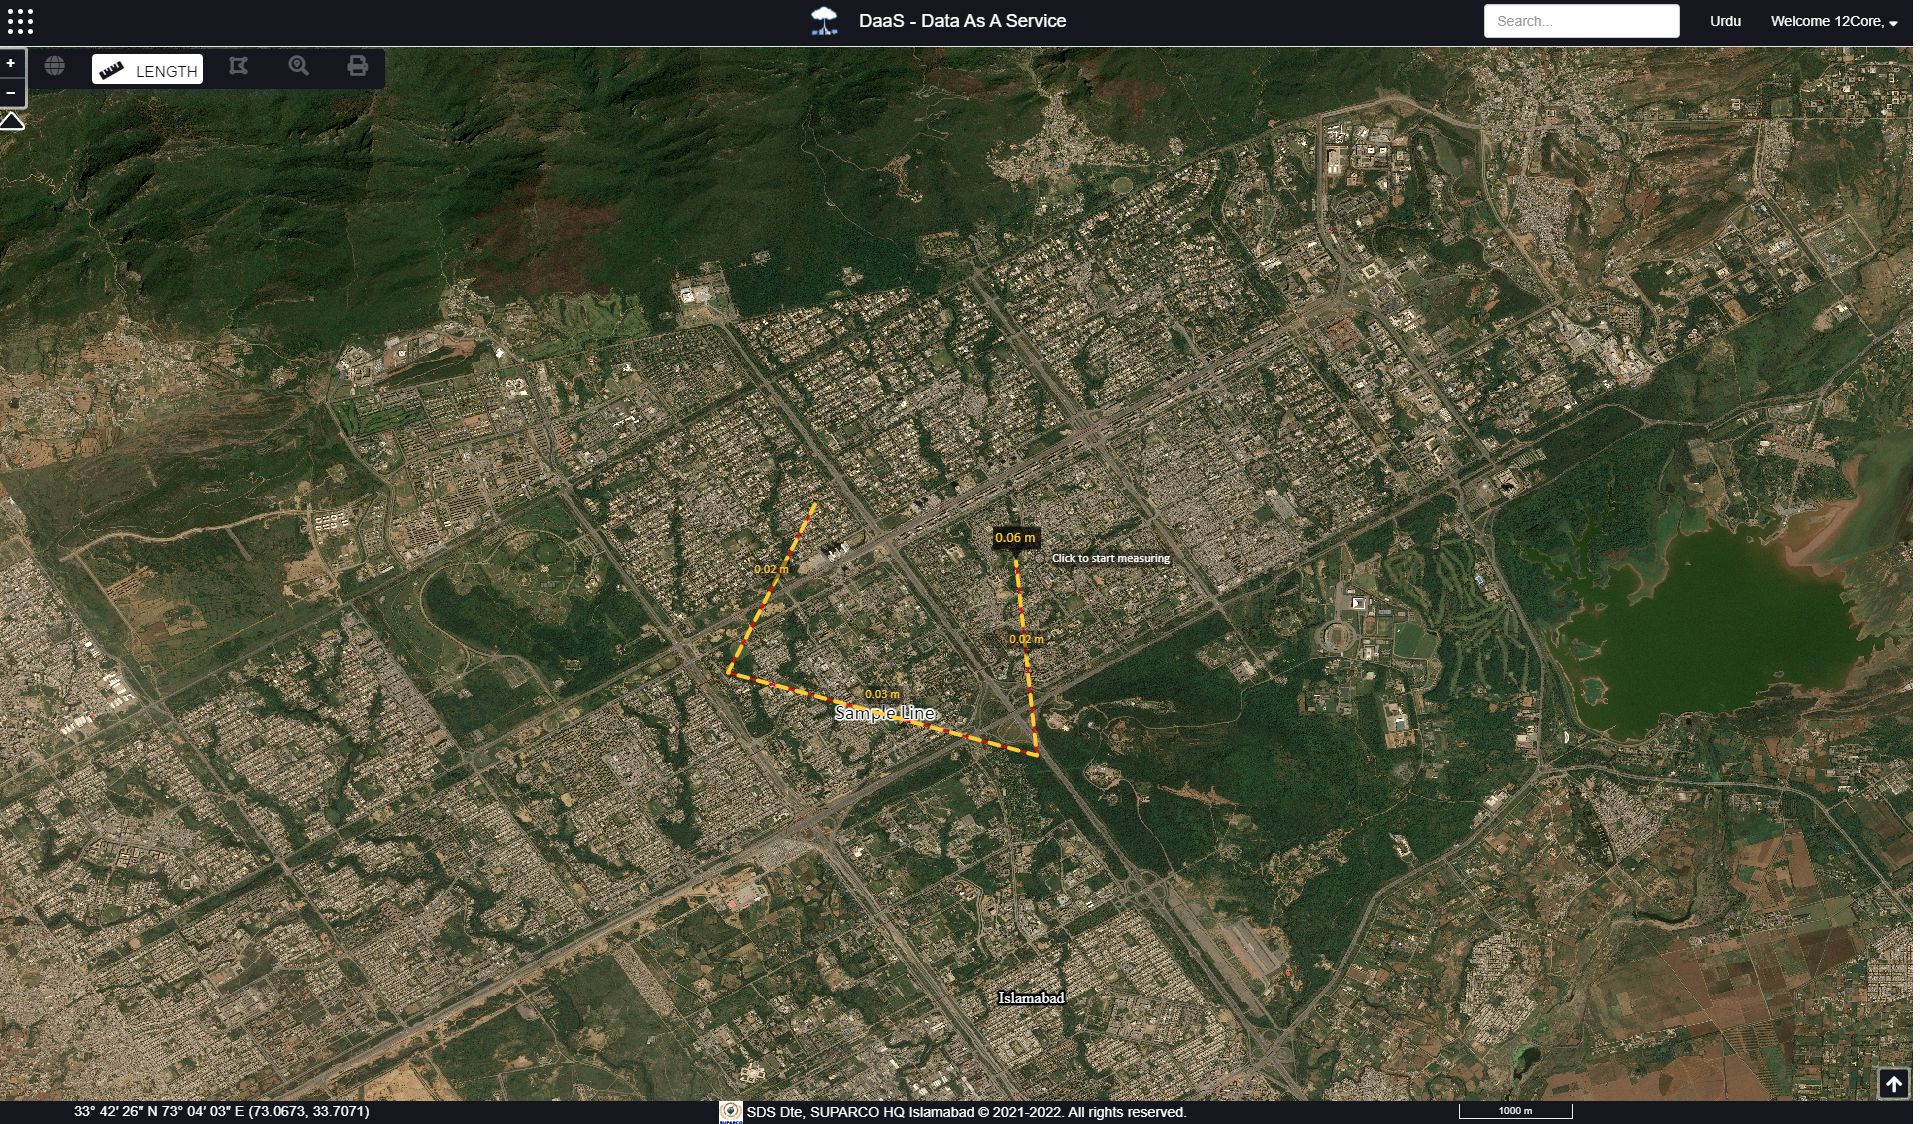 DaaS - Data As A Service
Search...
Urdu
Welcome 12Core,
+
LENGTH
-
0.06 m
Click to start measuring
0.02 m
0.02 m
0.03 m
Sample Line
Islamabad
33° 42′ 26″ N 73° 04′ 03″ E (73.0673, 33.7071)
SUPARCO
SDS Dte, SUPARCO HQ Islamabad © 2021-2022. All rights reserved.
1000 m